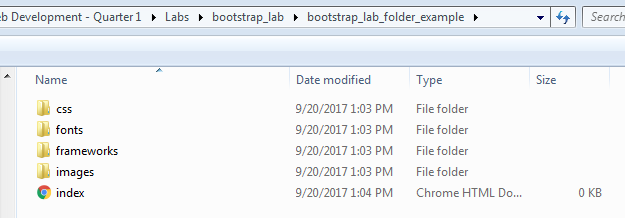 eb Development - Quarter 1 ▸ Labs ▸ bootstrap_lab ▸ bootstrap_lab_folder_example ▸ Search
Name Date modified Type Size
css 9/20/2017 1:03 PM File folder
fonts 9/20/2017 1:03 PM File folder
frameworks 9/20/2017 1:03 PM File folder
images 9/20/2017 1:03 PM File folder
index 9/20/2017 1:04 PM Chrome HTML Do... 0 KB